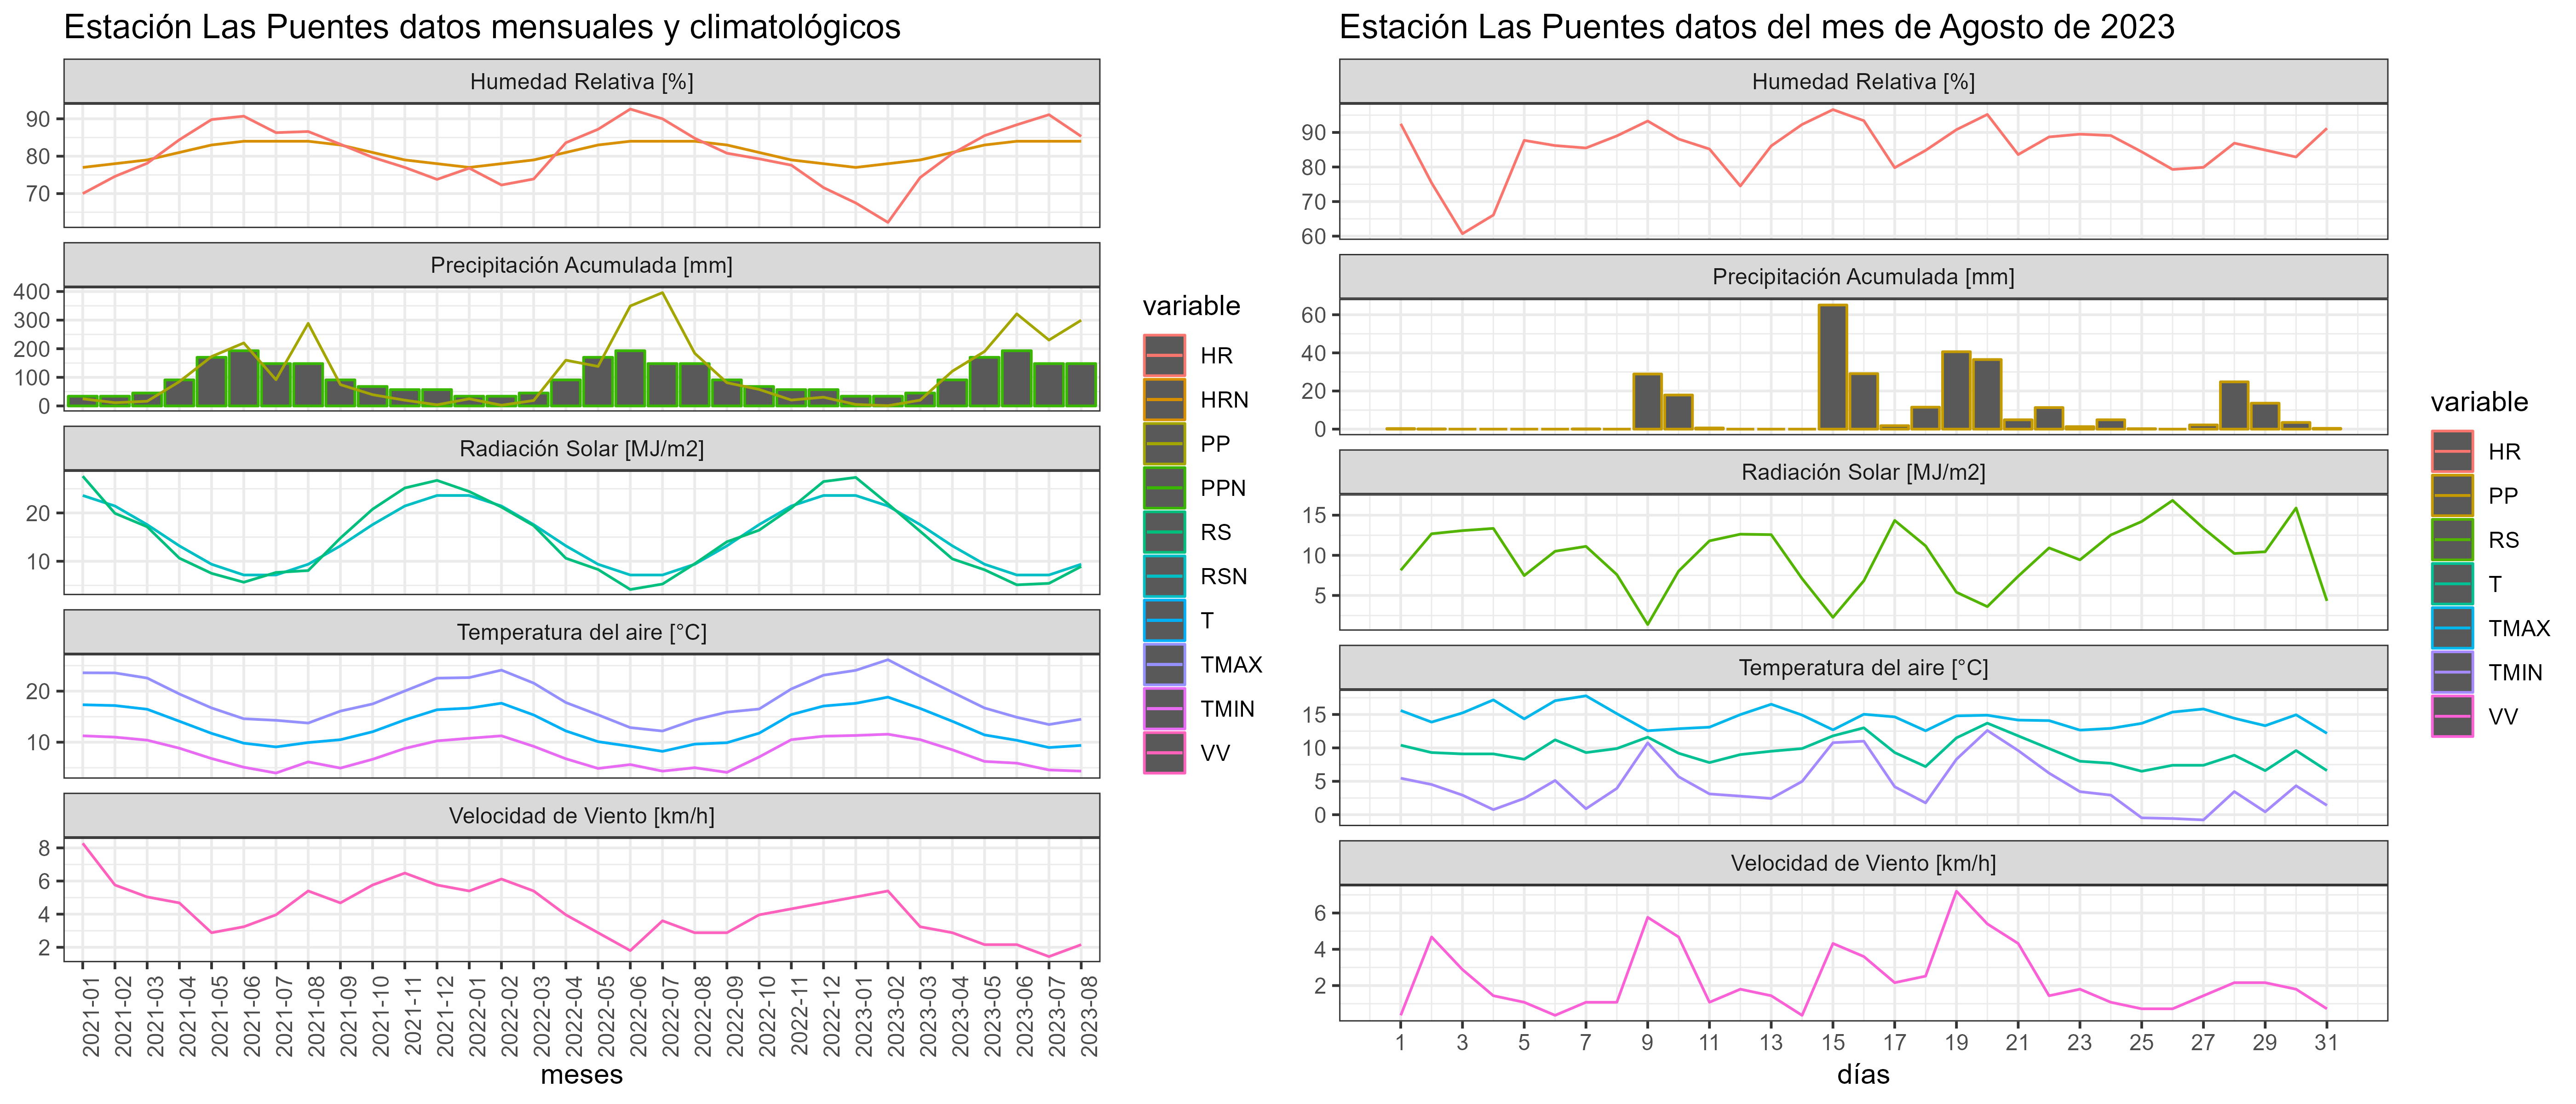 Estación Las Puentes datos mensuales y climatológicos
Humedad Relativa [%]
90
80
70
Precipitación Acumulada [mm]
400
300
200
100
0
Radiación Solar [MJ/m2]
20
10
Temperatura del aire [°C]
20
10
Velocidad de Viento [km/h]
8
6
4
2
2021-01
2021-02
2021-03
2021-04
2021-05
2021-06
2021-07
2021-08
2021-09
2021-10
2021-11
2021-12
2022-01
2022-02
2022-03
2022-04
2022-05
2022-06
2022-07
2022-08
2022-09
2022-10
2022-11
2022-12
2023-01
2023-02
2023-03
2023-04
2023-05
2023-06
2023-07
2023-08
meses
variable
HR
HRN
PP
PPN
RS
RSN
T
TMAX
TMIN
VV
Estación Las Puentes datos del mes de Agosto de 2023
Humedad Relativa [%]
90
80
70
60
Precipitación Acumulada [mm]
60
40
20
0
Radiación Solar [MJ/m2]
15
10
5
Temperatura del aire [°C]
15
10
5
0
Velocidad de Viento [km/h]
6
4
2
1 3 5 7 9 11 13 15 17 19 21 23 25 27 29 31
días
variable
HR
PP
RS
T
TMAX
TMIN
VV